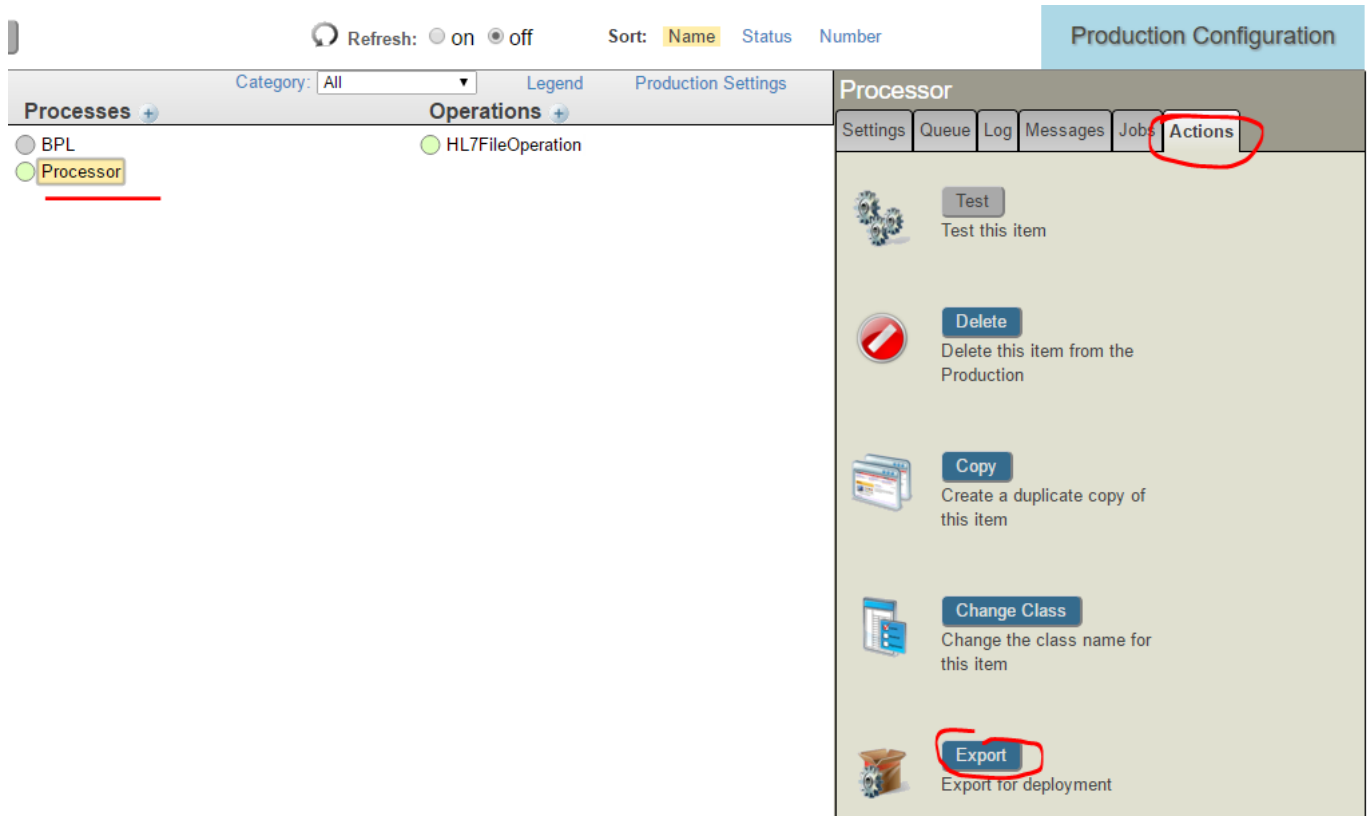 Refresh: on off Sort: Name Status Number Production Configuration
Category: All Legend Production Settings
Processes Operations
BPL HL7FileOperation
Processor
Processor
Settings Queue Log Messages Jobs Actions
Test
Test this item
Delete
Delete this item from the
Production
Copy
Create a duplicate copy of
this item
Change Class
Change the class name for
this item
Export
Export for deployment